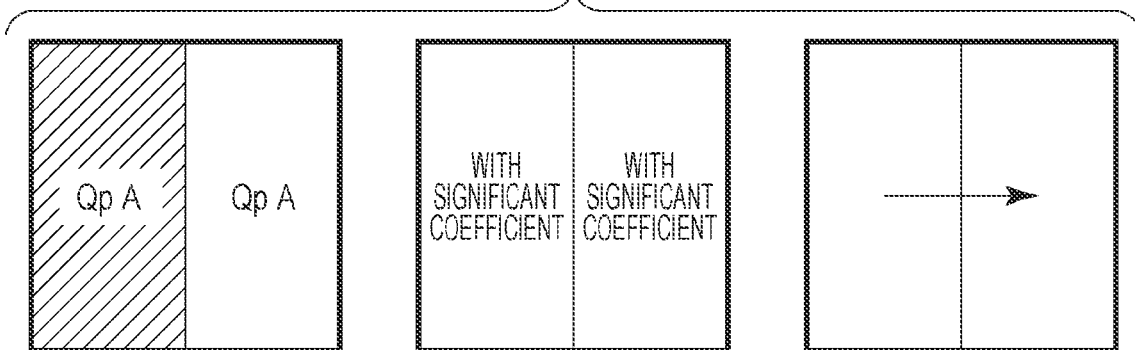 Qp A
Qp A
WITH
SIGNIFICANT
COEFFICIENT
WITH
SIGNIFICANT
COEFFICIENT